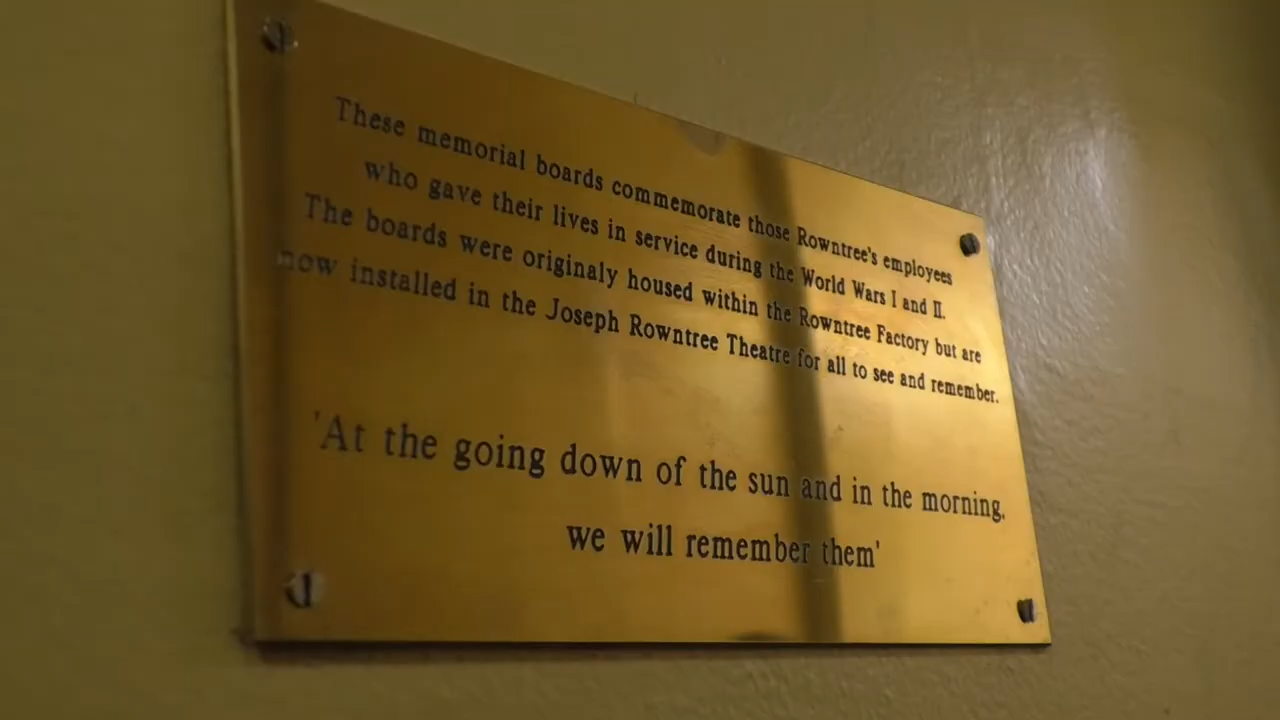 These memorial boards commemorate those Rowntree's employees
who gave their lives in service during the World Wars I and II.
The boards were originaly housed within the Rowntree Factory but are
now installed in the Joseph Rowntree Theatre for all to see and remember.
'At the going down of the sun and in the morning,
we will remember them'